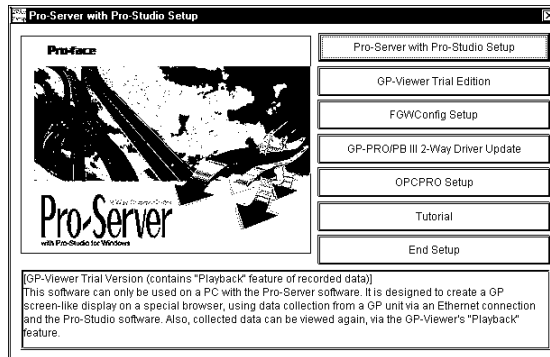 Pro-Server with Pro-Studio Setup
Pro-face
Pro-Server
with Pro-Studio for Windows
Pro-Server with Pro-Studio Setup
GP-Viewer Trial Edition
FGWConfig Setup
GP-PRO/PB III 2-Way Driver Update
OPCPRO Setup
Tutorial
End Setup
[GP-Viewer Trial Version (contains "Playback" feature of recorded data)]
This software can only be used on a PC with the Pro-Server software. It is designed to create a GP
screen-like display on a special browser, using data collection from a GP unit via an Ethernet connection
and the Pro-Studio software. Also, collected data can be viewed again, via the GP-Viewer's "Playback"
feature.